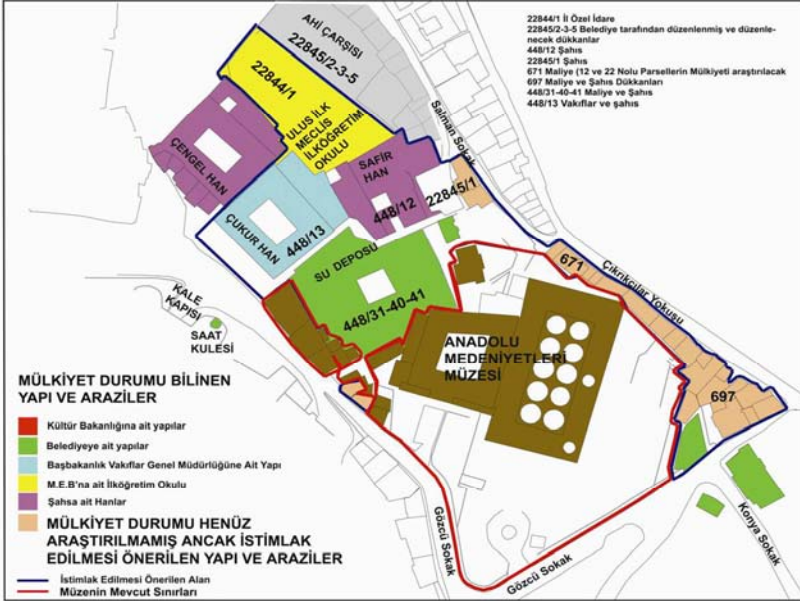 22844/1 İl Özel İdare
22845/2-3-5 Belediye tarafından düzenlenmiş ve düzenle-
necek dükkanlar
448/12 Şahıs
22845/1 Şahıs
671 Maliye (12 ve 22 Nolu Parsellerin Mülkiyeti araştırılacak
697 Maliye ve Şahıs Dükkanları
448/31-40-41 Maliye ve Şahıs
448/13 Vakıflar ve şahıs
AHİ ÇARŞISI
22845/2-3-5
22844/1
ULUS İLK
MECLİS
İLKÖĞRETİM
OKULU
Salman Sokak
ÇENGEL HAN
SAFİR
HAN
448/12
22845/1
ÇUKUR HAN
448/13
SU DEPOSU
448/31-40-41
671
Çıkrıkçılar Yokuşu
KALE
KAPISI
SAAT
KULESİ
ANADOLU
MEDENİYETLERİ
MÜZESİ
697
Gözcü Sokak
Gözcü Sokak
Konya Sokak
MÜLKİYET DURUMU BİLİNEN
YAPI VE ARAZİLER
Kültür Bakanlığına ait yapılar
Belediyeye ait yapılar
Başbakanlık Vakıflar Genel Müdürlüğüne Ait Yapı
M.E.B'na ait İlköğretim Okulu
Şahsa ait Hanlar
MÜLKİYET DURUMU HENÜZ
ARAŞTIRILMAMIŞ ANCAK İSTİMLAK
EDİLMESİ ÖNERİLEN YAPI VE ARAZİLER
İstimlak Edilmesi Önerilen Alan
Müzenin Mevcut Sınırları